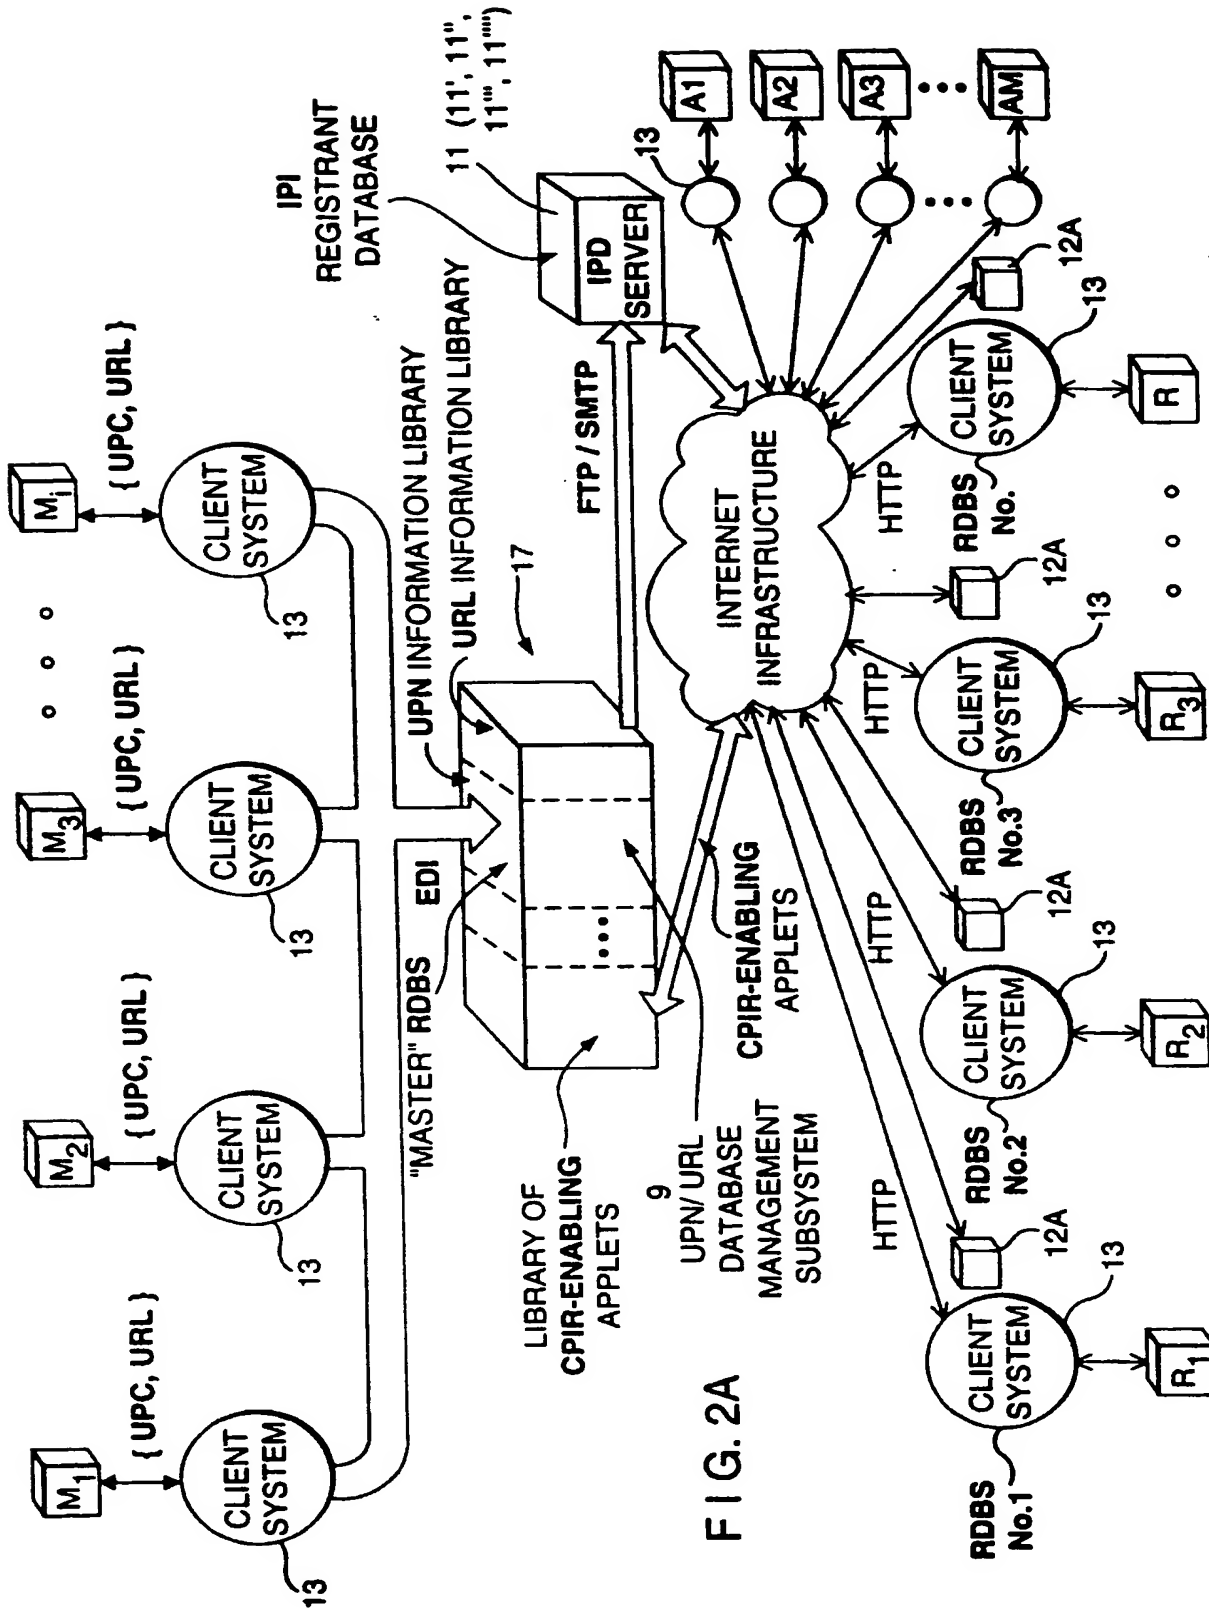 M1
M2
M3
Mi
{ UPC, URL }
{ UPC, URL }
{ UPC, URL }
{ UPC, URL }
CLIENT
SYSTEM
CLIENT
SYSTEM
CLIENT
SYSTEM
CLIENT
SYSTEM
13
13
13
13
EDI
"MASTER" RDBS
UPN INFORMATION LIBRARY
URL INFORMATION LIBRARY
17
IPI
REGISTRANT
DATABASE
11 (11', 11'',
11''', 11'''')
IPD
SERVER
FTP / SMTP
LIBRARY OF
CPIR-ENABLING
APPLETS
9
UPN/ URL
DATABASE
MANAGEMENT
SUBSYSTEM
CPIR-ENABLING
APPLETS
INTERNET
INFRASTRUCTURE
13
A1
A2
A3
AM
HTTP
HTTP
HTTP
HTTP
12A
12A
12A
12A
CLIENT
SYSTEM
13
RDBS
No.1
R1
CLIENT
SYSTEM
13
RDBS
No.2
R2
CLIENT
SYSTEM
13
RDBS
No.3
R3
CLIENT
SYSTEM
13
RDBS
No.
R
FIG. 2A